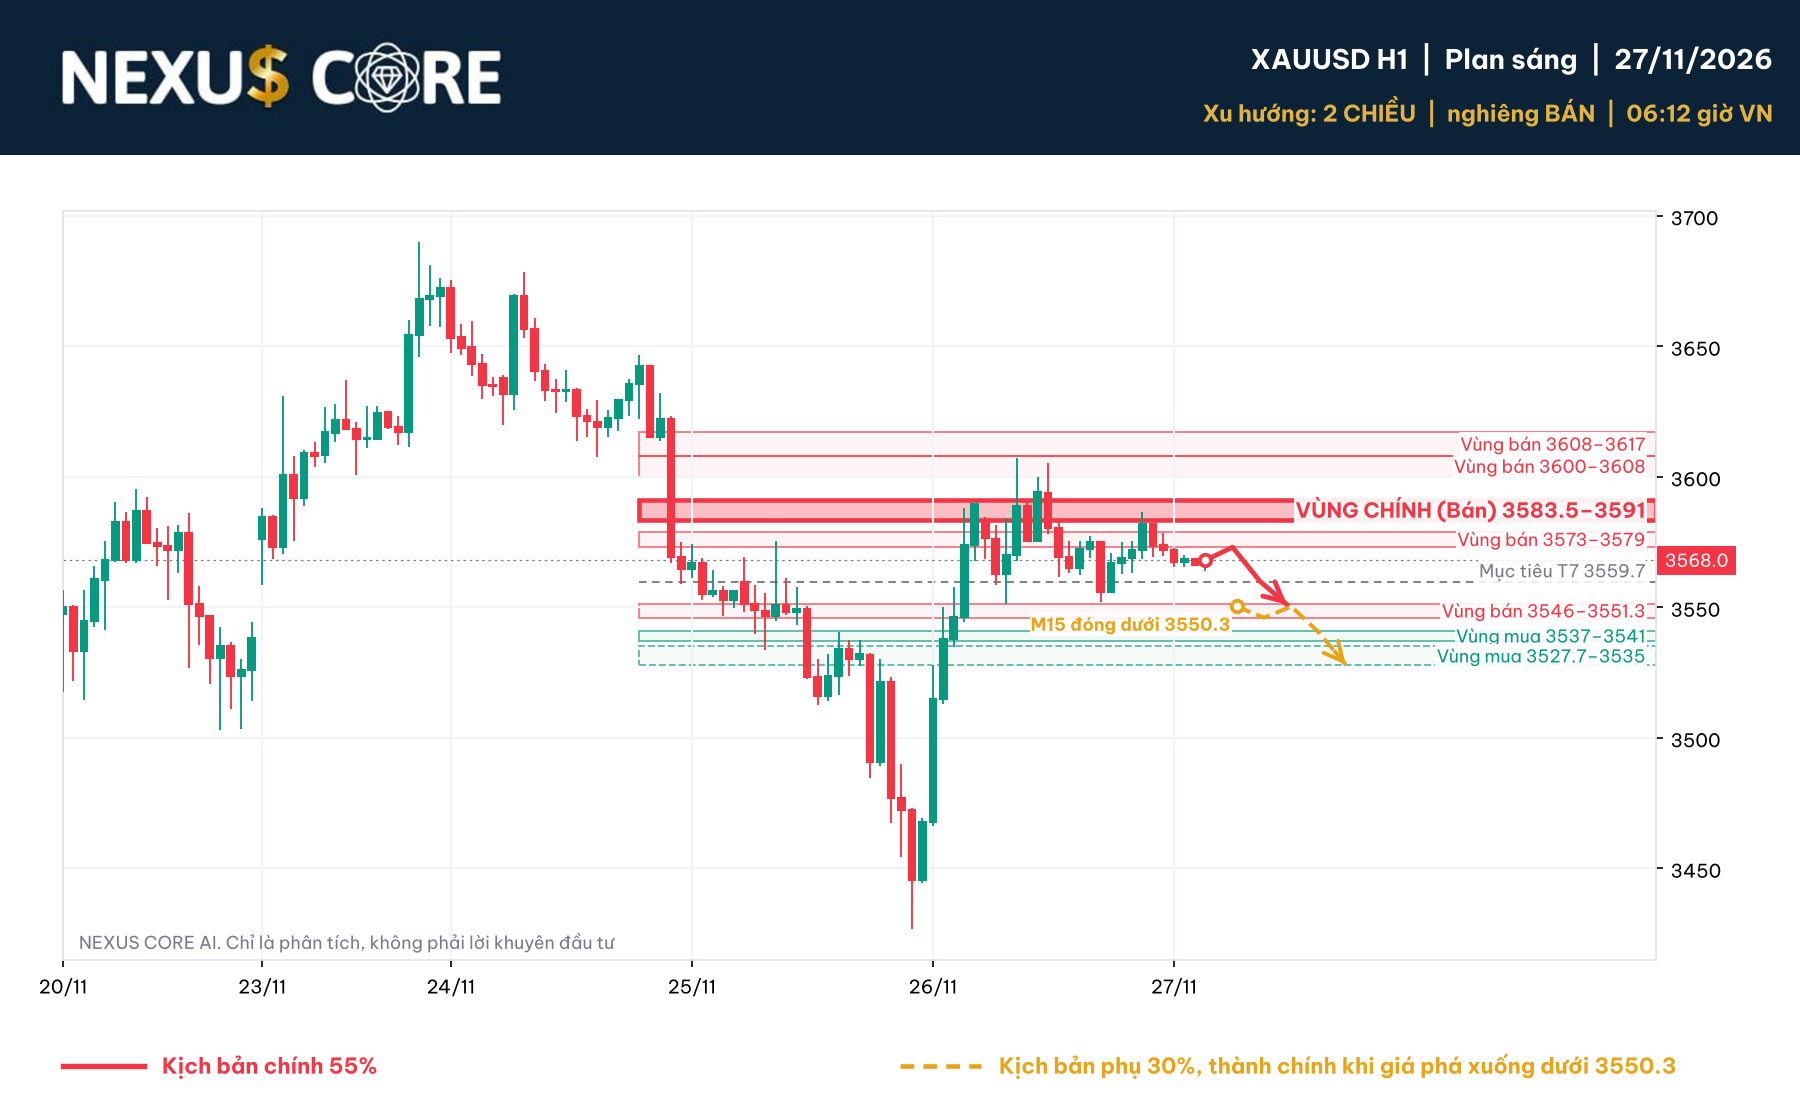 NEXU$ CORE
XAUUSD H1 | Plan sáng | 27/11/2026
Xu hướng: 2 CHIỀU | nghiêng BÁN | 06:12 giờ VN
3700
3650
Vùng bán 3608–3617
Vùng bán 3600–3608
3600
VÙNG CHÍNH (Bán) 3583.5–3591
Vùng bán 3573–3579
3568.0
Mục tiêu T7 3559.7
Vùng bán 3546–3551.3
3550
M15 đóng dưới 3550.3
Vùng mua 3537–3541
Vùng mua 3527.7–3535
3500
3450
NEXUS CORE AI. Chỉ là phân tích, không phải lời khuyên đầu tư
20/11 23/11 24/11 25/11 26/11 27/11
Kịch bản chính 55%
Kịch bản phụ 30%, thành chính khi giá phá xuống dưới 3550.3